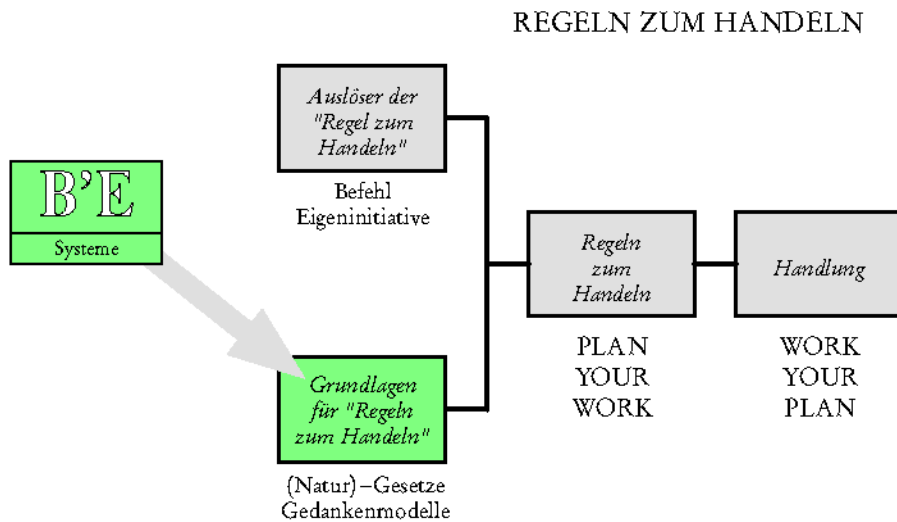 REGELN ZUM HANDELN
Auslöser der
"Regel zum
Handeln"
Befehl
Eigeninitiative
B'E
Systeme
Regeln
zum
Handeln
Handlung
PLAN
YOUR
WORK
WORK
YOUR
PLAN
Grundlagen
für "Regeln
zum Handeln"
(Natur)-Gesetze
Gedankenmodelle